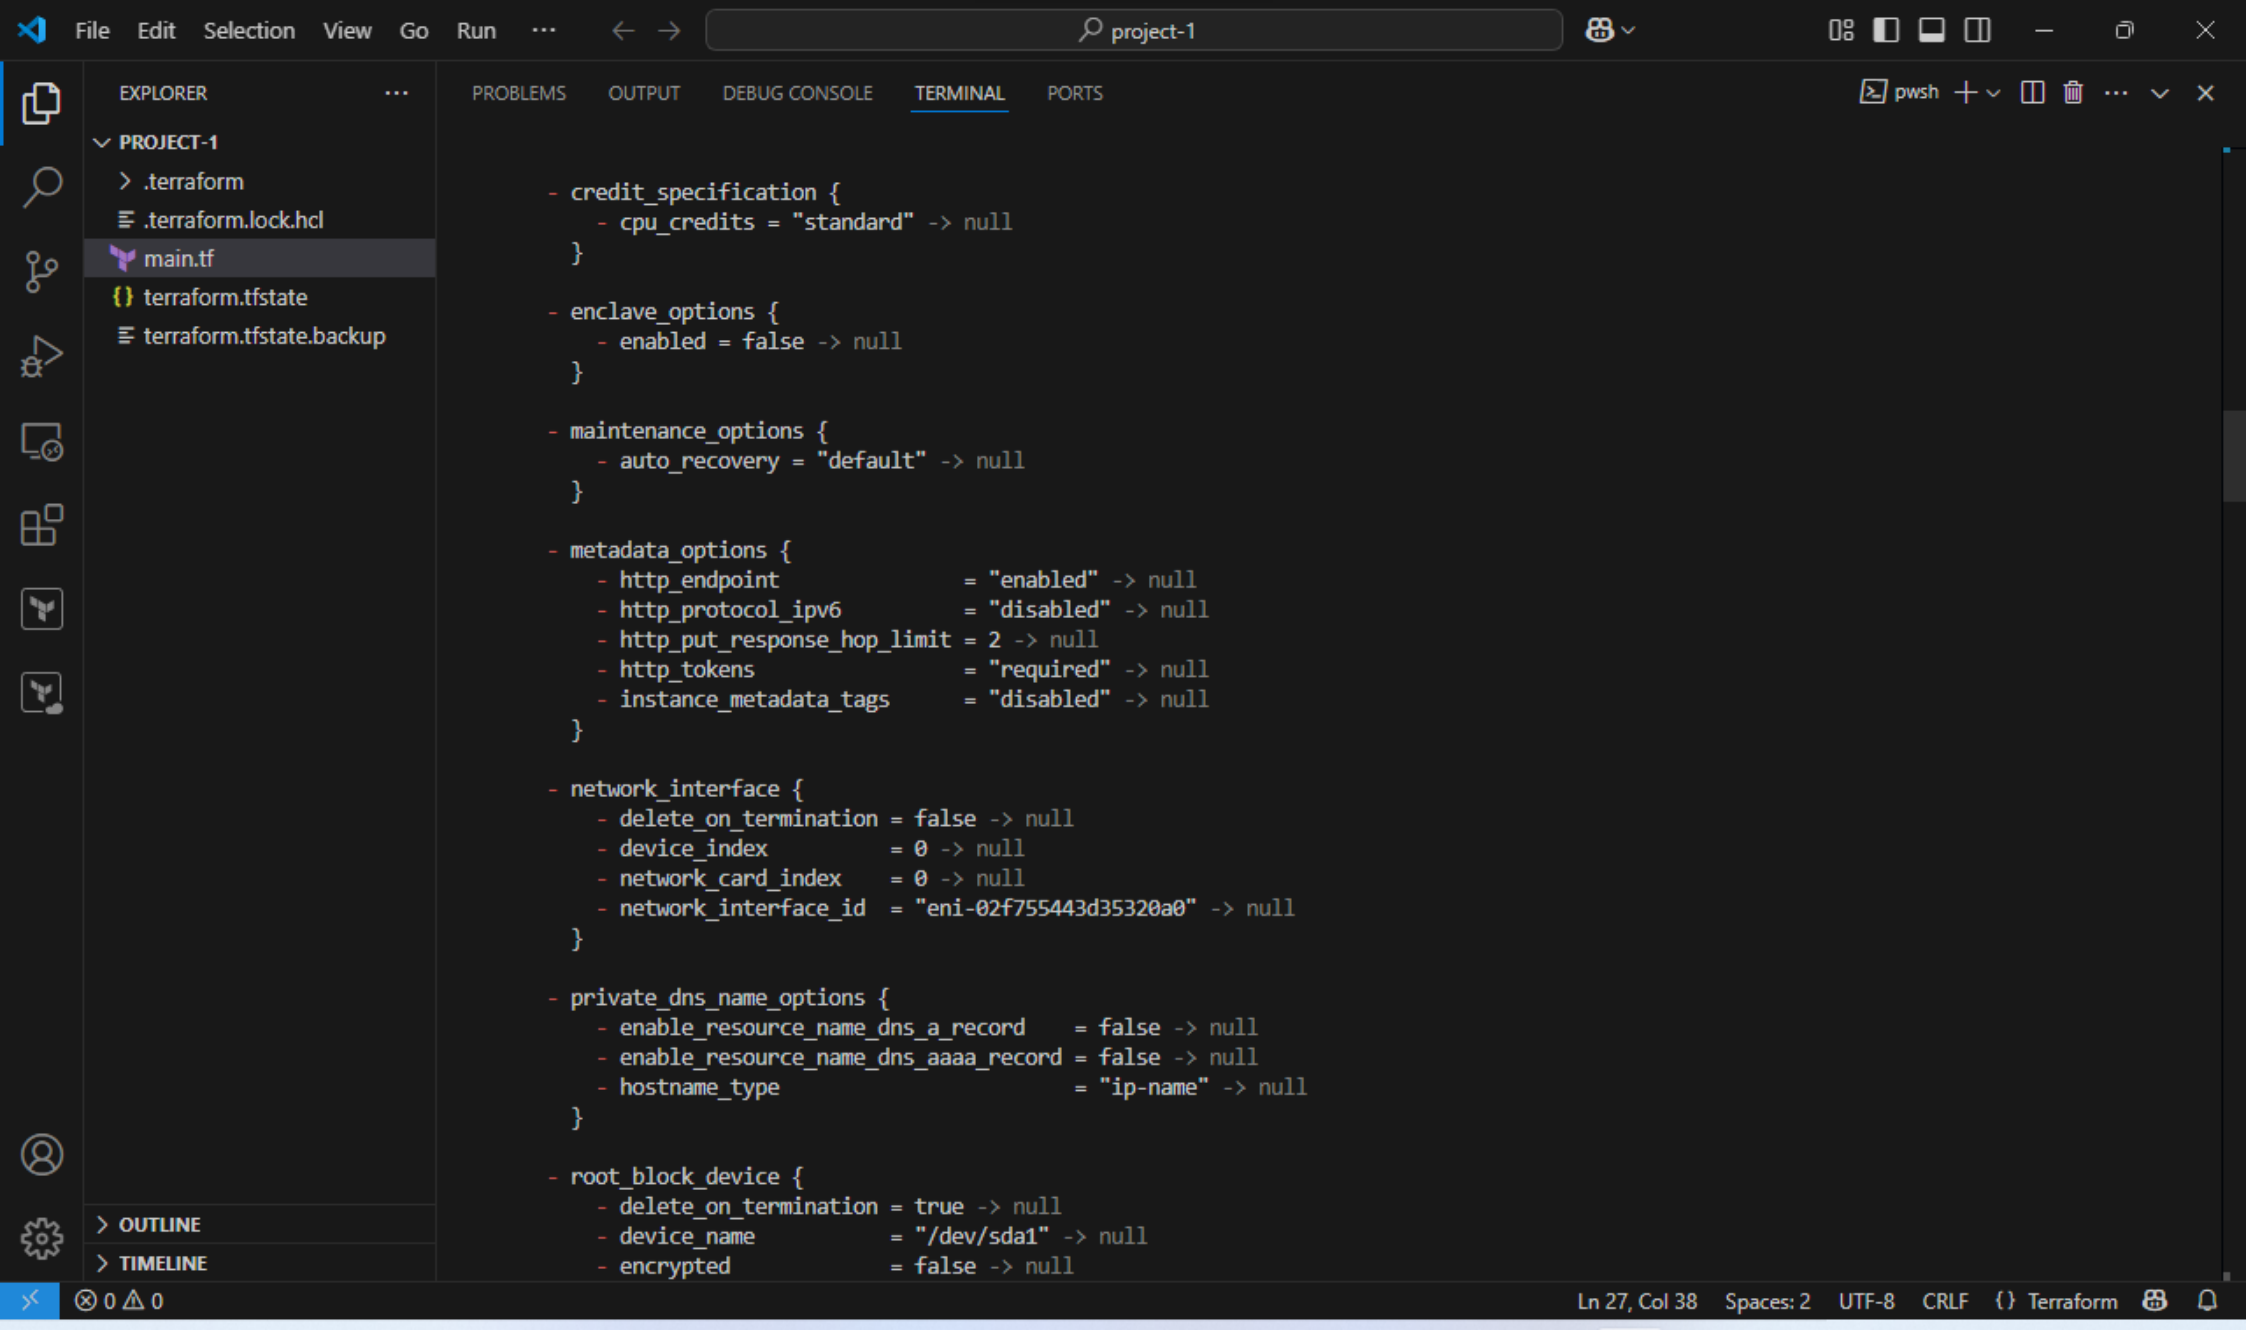 File Edit Selection View Go Run ··· project-1
EXPLORER ···
PROJECT-1
.terraform
.terraform.lock.hcl
main.tf
{} terraform.tfstate
terraform.tfstate.backup
OUTLINE
TIMELINE
PROBLEMS OUTPUT DEBUG CONSOLE TERMINAL PORTS pwsh
- credit_specification {
- cpu_credits = "standard" -> null
}
- enclave_options {
- enabled = false -> null
}
- maintenance_options {
- auto_recovery = "default" -> null
}
- metadata_options {
- http_endpoint = "enabled" -> null
- http_protocol_ipv6 = "disabled" -> null
- http_put_response_hop_limit = 2 -> null
- http_tokens = "required" -> null
- instance_metadata_tags = "disabled" -> null
}
- network_interface {
- delete_on_termination = false -> null
- device_index = 0 -> null
- network_card_index = 0 -> null
- network_interface_id = "eni-02f755443d35320a0" -> null
}
- private_dns_name_options {
- enable_resource_name_dns_a_record = false -> null
- enable_resource_name_dns_aaaa_record = false -> null
- hostname_type = "ip-name" -> null
}
- root_block_device {
- delete_on_termination = true -> null
- device_name = "/dev/sda1" -> null
- encrypted = false -> null
0 0 Ln 27, Col 38 Spaces: 2 UTF-8 CRLF {} Terraform